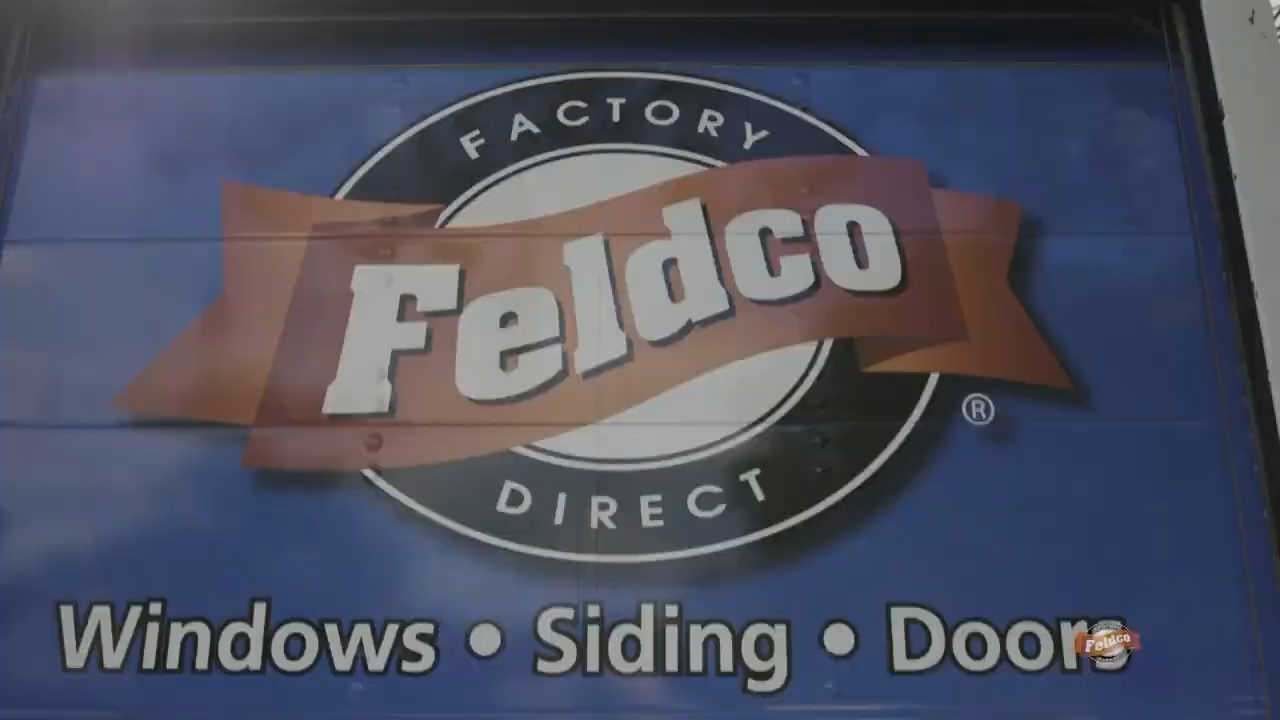 FACTORY
Feldco
®
DIRECT
Windows • Siding • Doors
Feldco